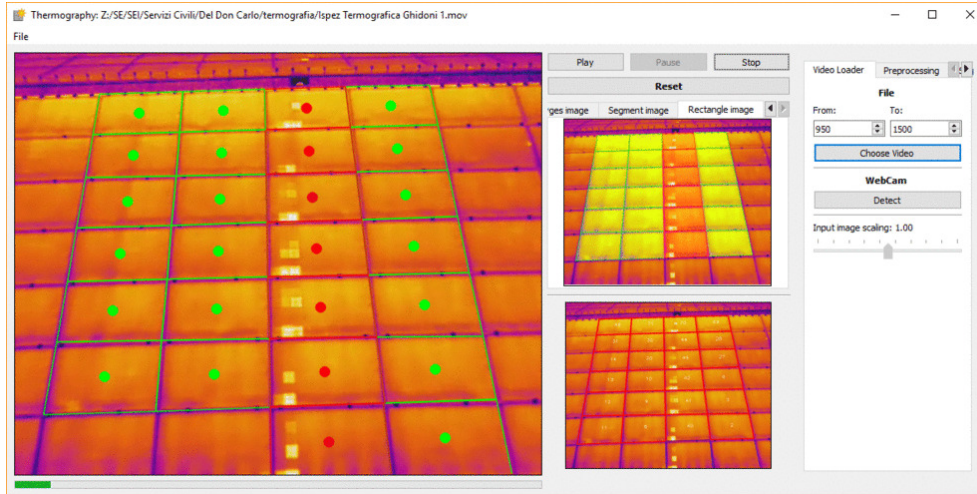 Thermography: Z:/SE/SEI/Servizi Civili/Del Don Carlo/termografia/Ispez Termografica Ghidoni 1.mov
File
Play
Pause
Stop
Reset
ges image
Segment image
Rectangle image
Video Loader
Preprocessing
File
From:
To:
950
1500
Choose Video
WebCam
Detect
Input image scaling: 1.00